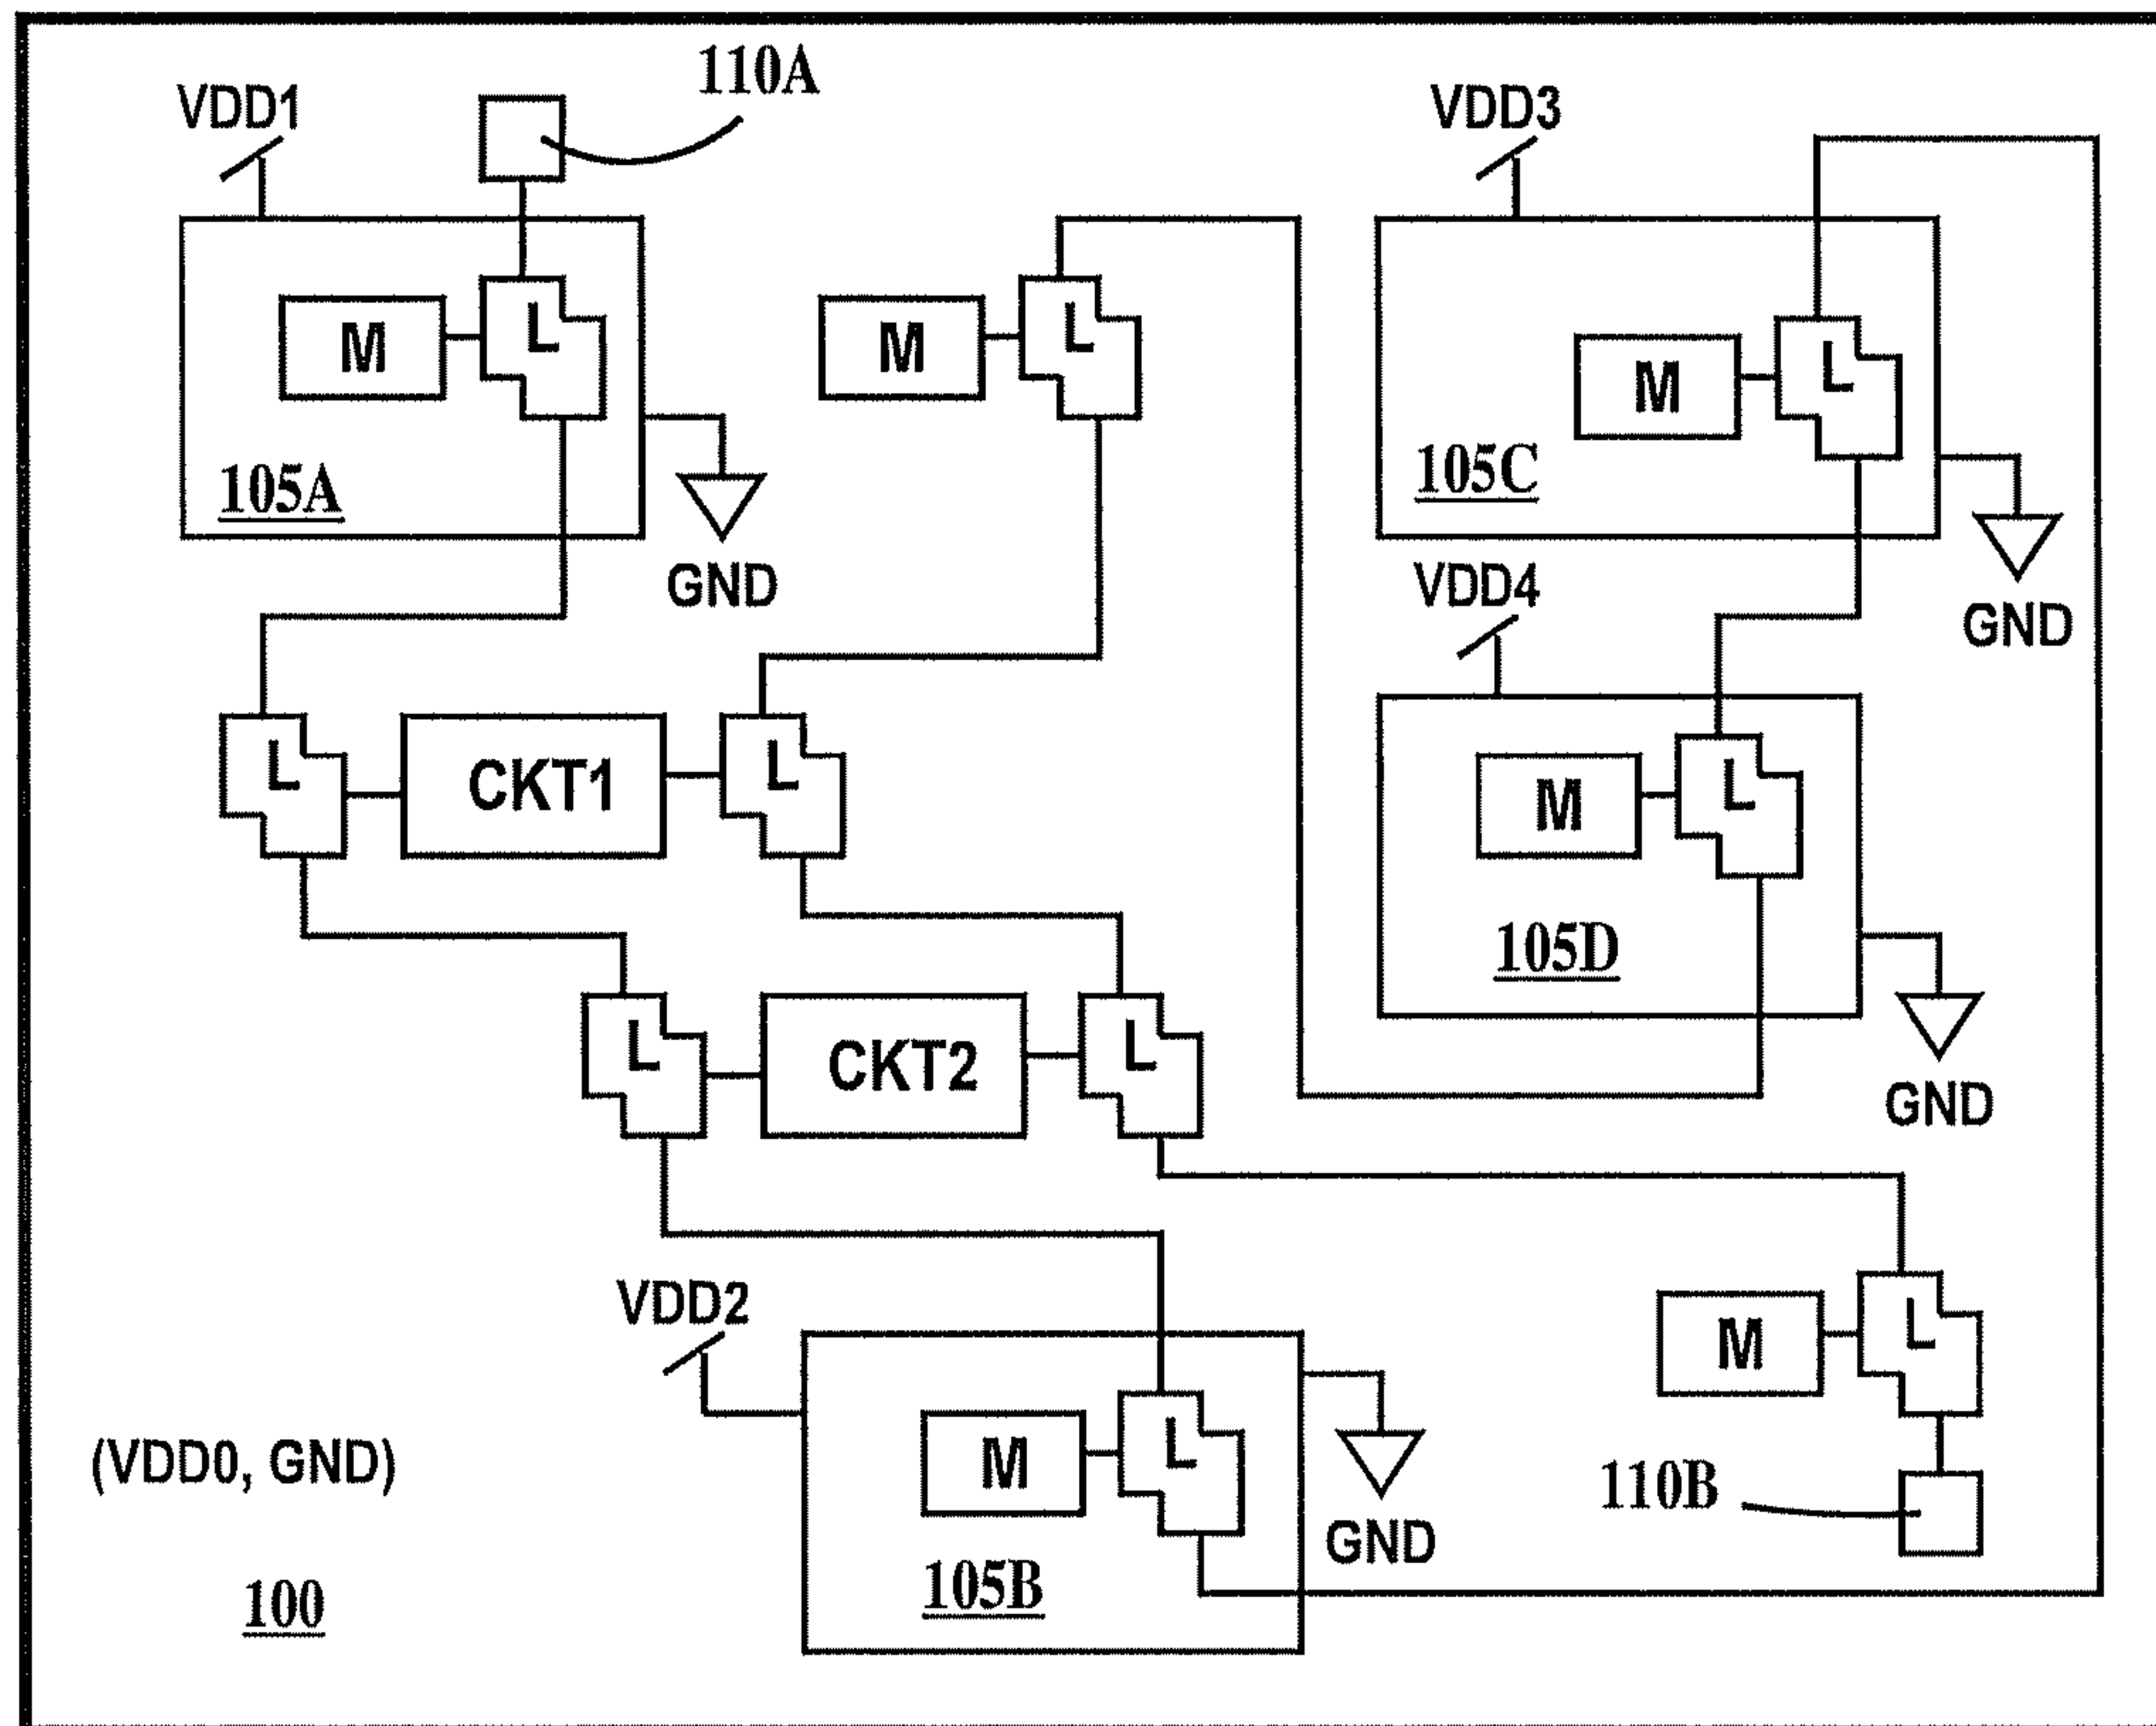 110A
VDD1
VDD3
M
L
M
L
M
L
105A
105C
GND
VDD4
GND
L
CKT1
L
M
L
105D
L
CKT2
L
GND
VDD2
M
L
(VDD0, GND)
M
L
110B
GND
105B
100